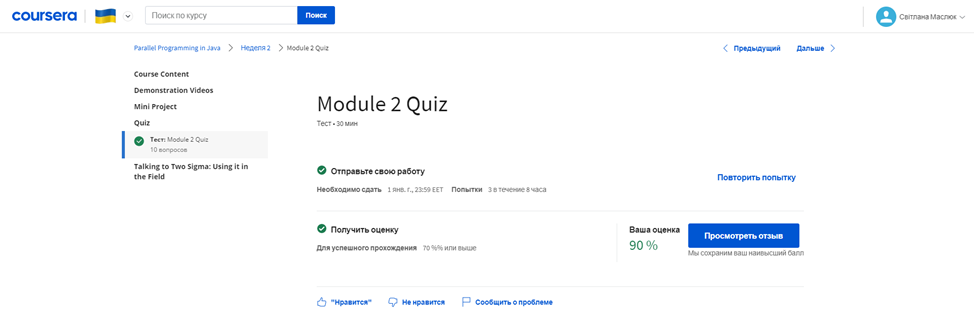 coursera
Поиск по курсу
Поиск
Світлана Маслюк
Parallel Programming in Java
Неделя 2
Module 2 Quiz
Предыдущий
Дальше
Course Content
Demonstration Videos
Mini Project
Quiz
Тест: Module 2 Quiz
10 вопросов
Talking to Two Sigma: Using it in
the Field
Module 2 Quiz
Тест • 30 мин
Отправьте свою работу
Необходимо сдать 1 янв. г., 23:59 EET Попытки 3 в течение 8 часа
Повторить попытку
Получить оценку
Для успешного прохождения 70 %% или выше
Ваша оценка
90 %
Просмотреть отзыв
Мы сохраним ваш наивысший балл
"Нравится"
Не нравится
Сообщить о проблеме